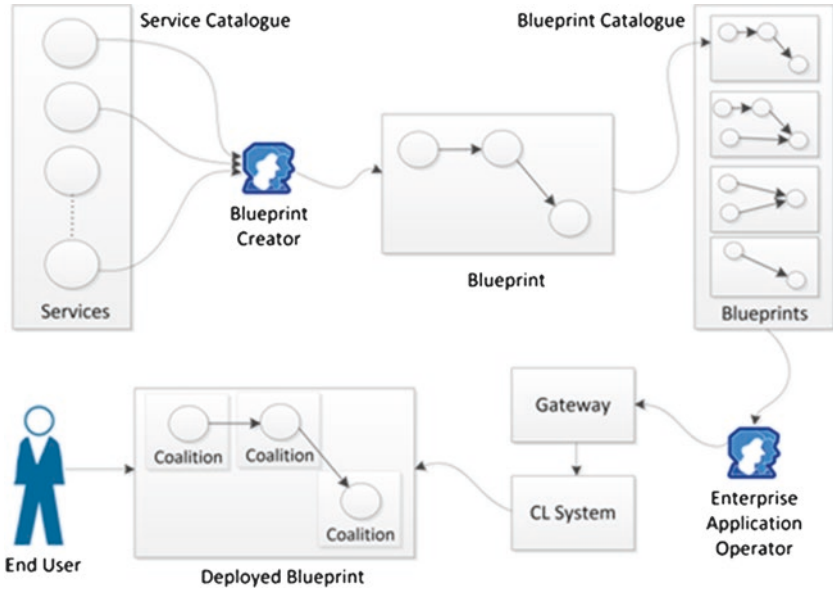 Service Catalogue
Blueprint Catalogue
Blueprint
Creator
Services
Blueprint
Blueprints
Gateway
Coalition
Coalition
Coalition
CL System
Enterprise
Application
Operator
End User
Deployed Blueprint